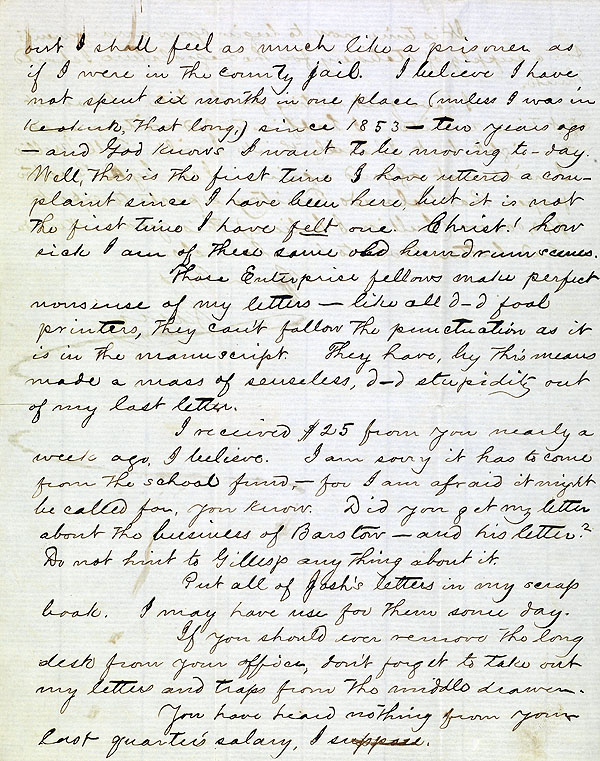 out I shall feel as much like a prisoner as
if I were in the county jail. I believe I have
not spent six months in one place (unless I was in
Keokuk, that long,) since 1853 — ten years ago
— and God knows I want to be moving to-day.
Well, this is the first time I have uttered a com-
plaint since I have been here, but it is not
the first time I have felt one. Christ! how
sick I am of these same old humdrum scenes.
Those Enterprise fellows make perfect
nonsense of my letters — like all d—d fool
printers, they can't follow the punctuation as it
is in the manuscript. They have, by this means
made a mass of senseless, d—d stupidity out
of my last letter.
I received $25 from you nearly a
week ago, I believe. I am sorry it has to come
from the school fund, — for I am afraid it might
be called for, you know. Did you get my letter
about the business of Barstow — and his letter?
Do not hint to Gillesp anything about it.
Put all of Josh's letters in my scrap
book. I may have use for them some day.
If you should ever remove the long
desk from your office, don't forget to take out
my letters and traps from the middle drawer.
You have heard nothing from your
last quarter's salary, I suppose.